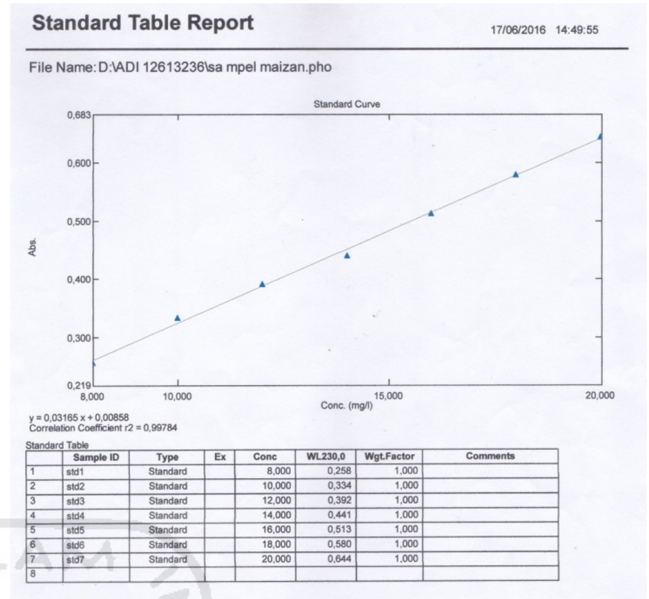 Standard Table Report
17/06/2016 14:49:55
File Name: D:\ADI 12613236\sa mpel maizan.pho
Standard Curve
0,683
0,600
0,500
Abs.
0,400
0,300
0,219
8,000 10,000 15,000 20,000
Conc. (mg/l)
y = 0,03165 x + 0,00858
Correlation Coefficient r2 = 0,99784
Standard Table
Sample ID Type Ex Conc WL230,0 Wgt.Factor Comments
1 std1 Standard 8,000 0,258 1,000
2 std2 Standard 10,000 0,334 1,000
3 std3 Standard 12,000 0,392 1,000
4 std4 Standard 14,000 0,441 1,000
5 std5 Standard 16,000 0,513 1,000
6 std6 Standard 18,000 0,580 1,000
7 std7 Standard 20,000 0,644 1,000
8